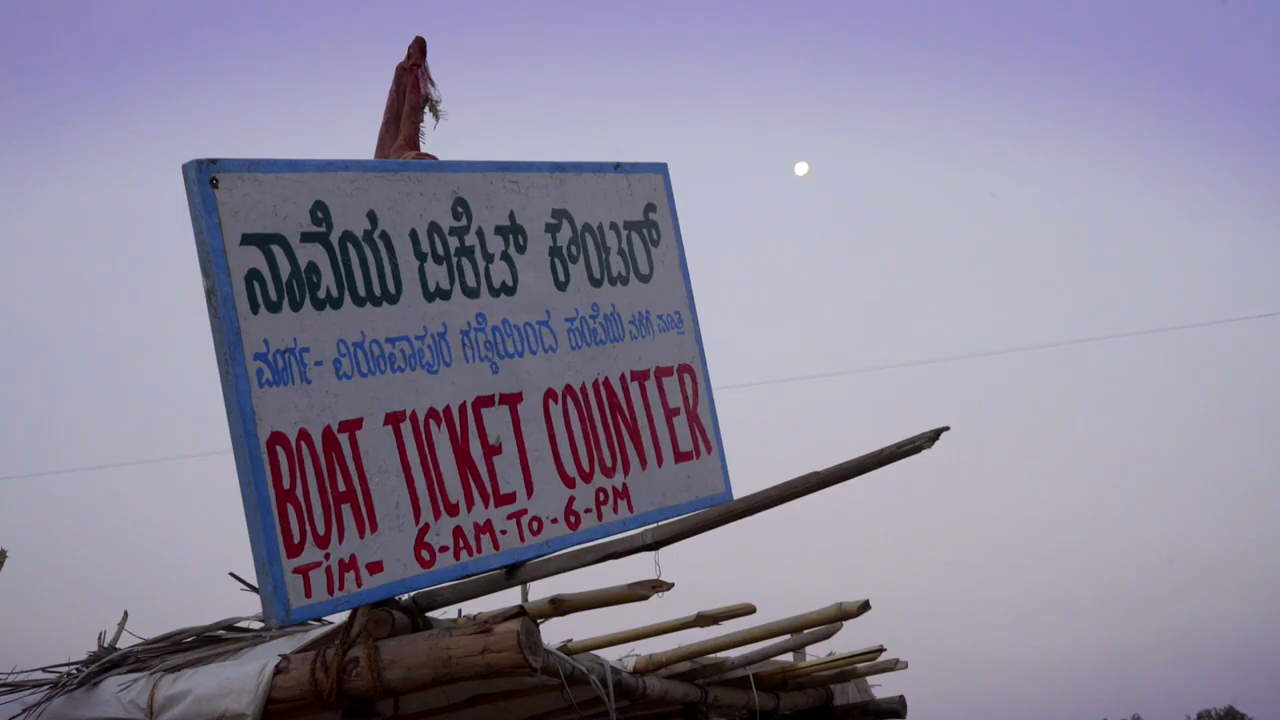 ನಾವೆಯ ಟಿಕೆಟ್ ಕೌಂಟರ್
ಮಾರ್ಗ- ವಿರೂಪಾಪುರ ಗಡ್ಡೆಯಿಂದ ಹಂಪೆಯ ವರೆಗೆ ಮಾತ್ರ
BOAT TICKET COUNTER
TiM- 6-AM-To-6-PM